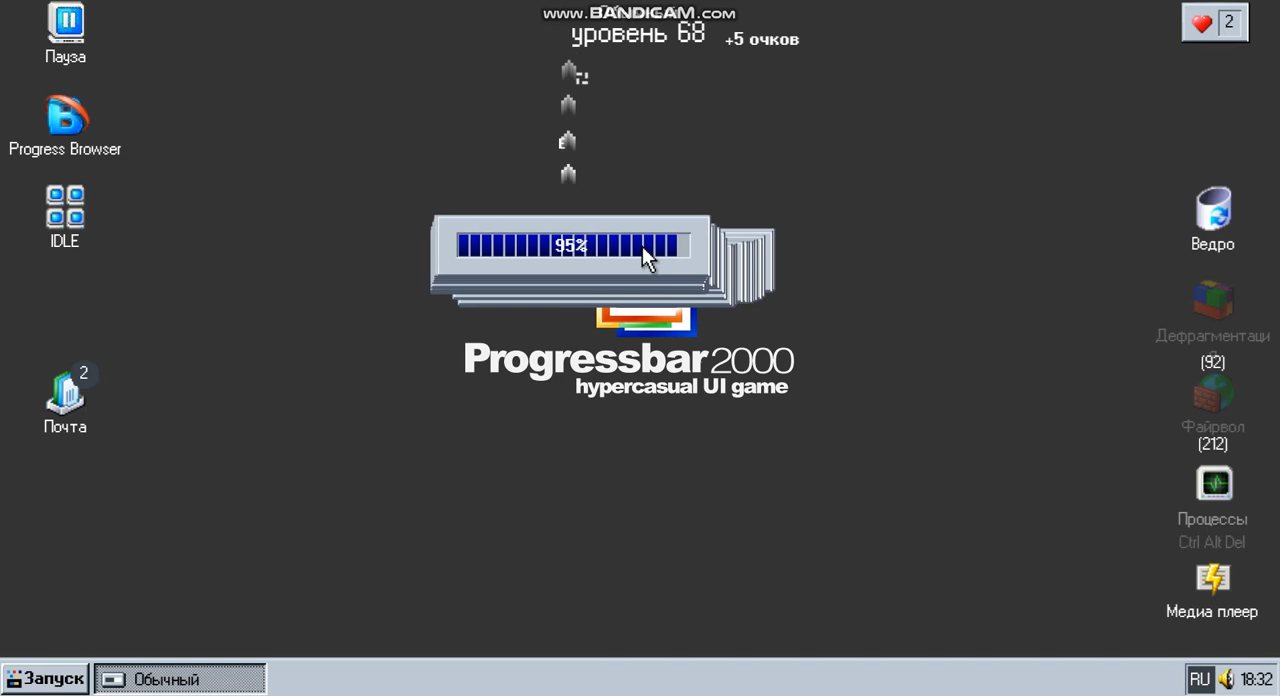 www.BANDICAM.com
уровень 68
+5 очков
2
Пауза
Progress Browser
IDLE
95%
Ведро
Progressbar2000
hypercasual UI game
Дефрагментаци
(92)
2
Почта
Файрвол
(212)
Процессы
Ctrl Alt Del
Медиа плеер
Запуск
Обычный
RU
18:32